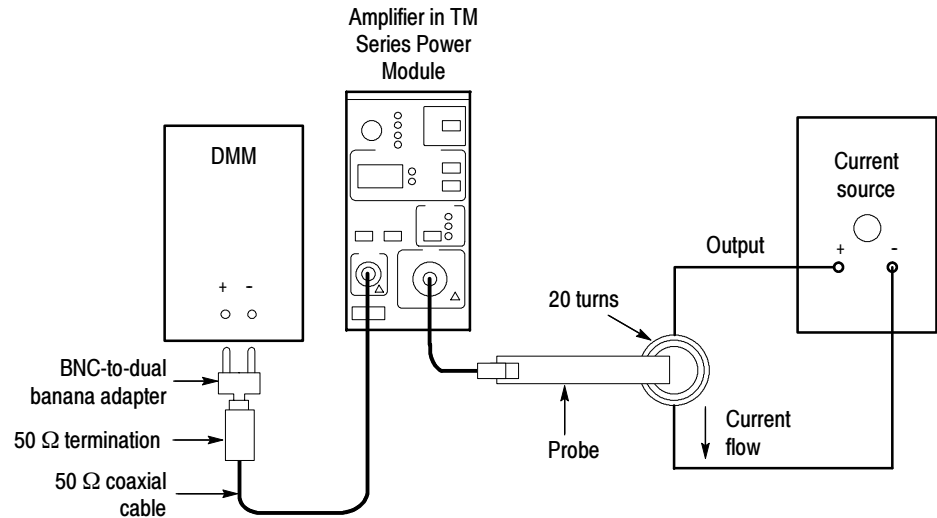 Amplifier in TM
Series Power
Module
DMM
+ -
BNC-to-dual
banana adapter
50 Ω termination
50 Ω coaxial
cable
20 turns
Probe
Output
Current
flow
Current
source
+ -